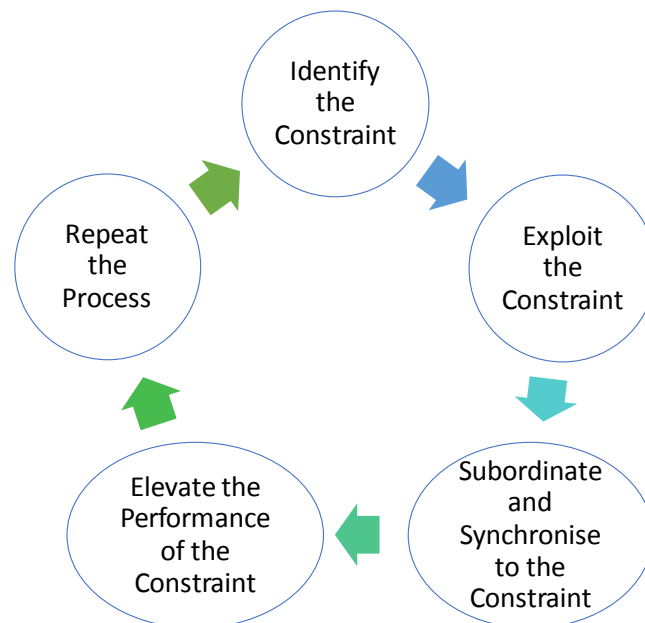 Identify
the
Constraint
Exploit
the
Constraint
Subordinate
and
Synchronise
to the
Constraint
Elevate the
Performance
of the
Constraint
Repeat
the
Process